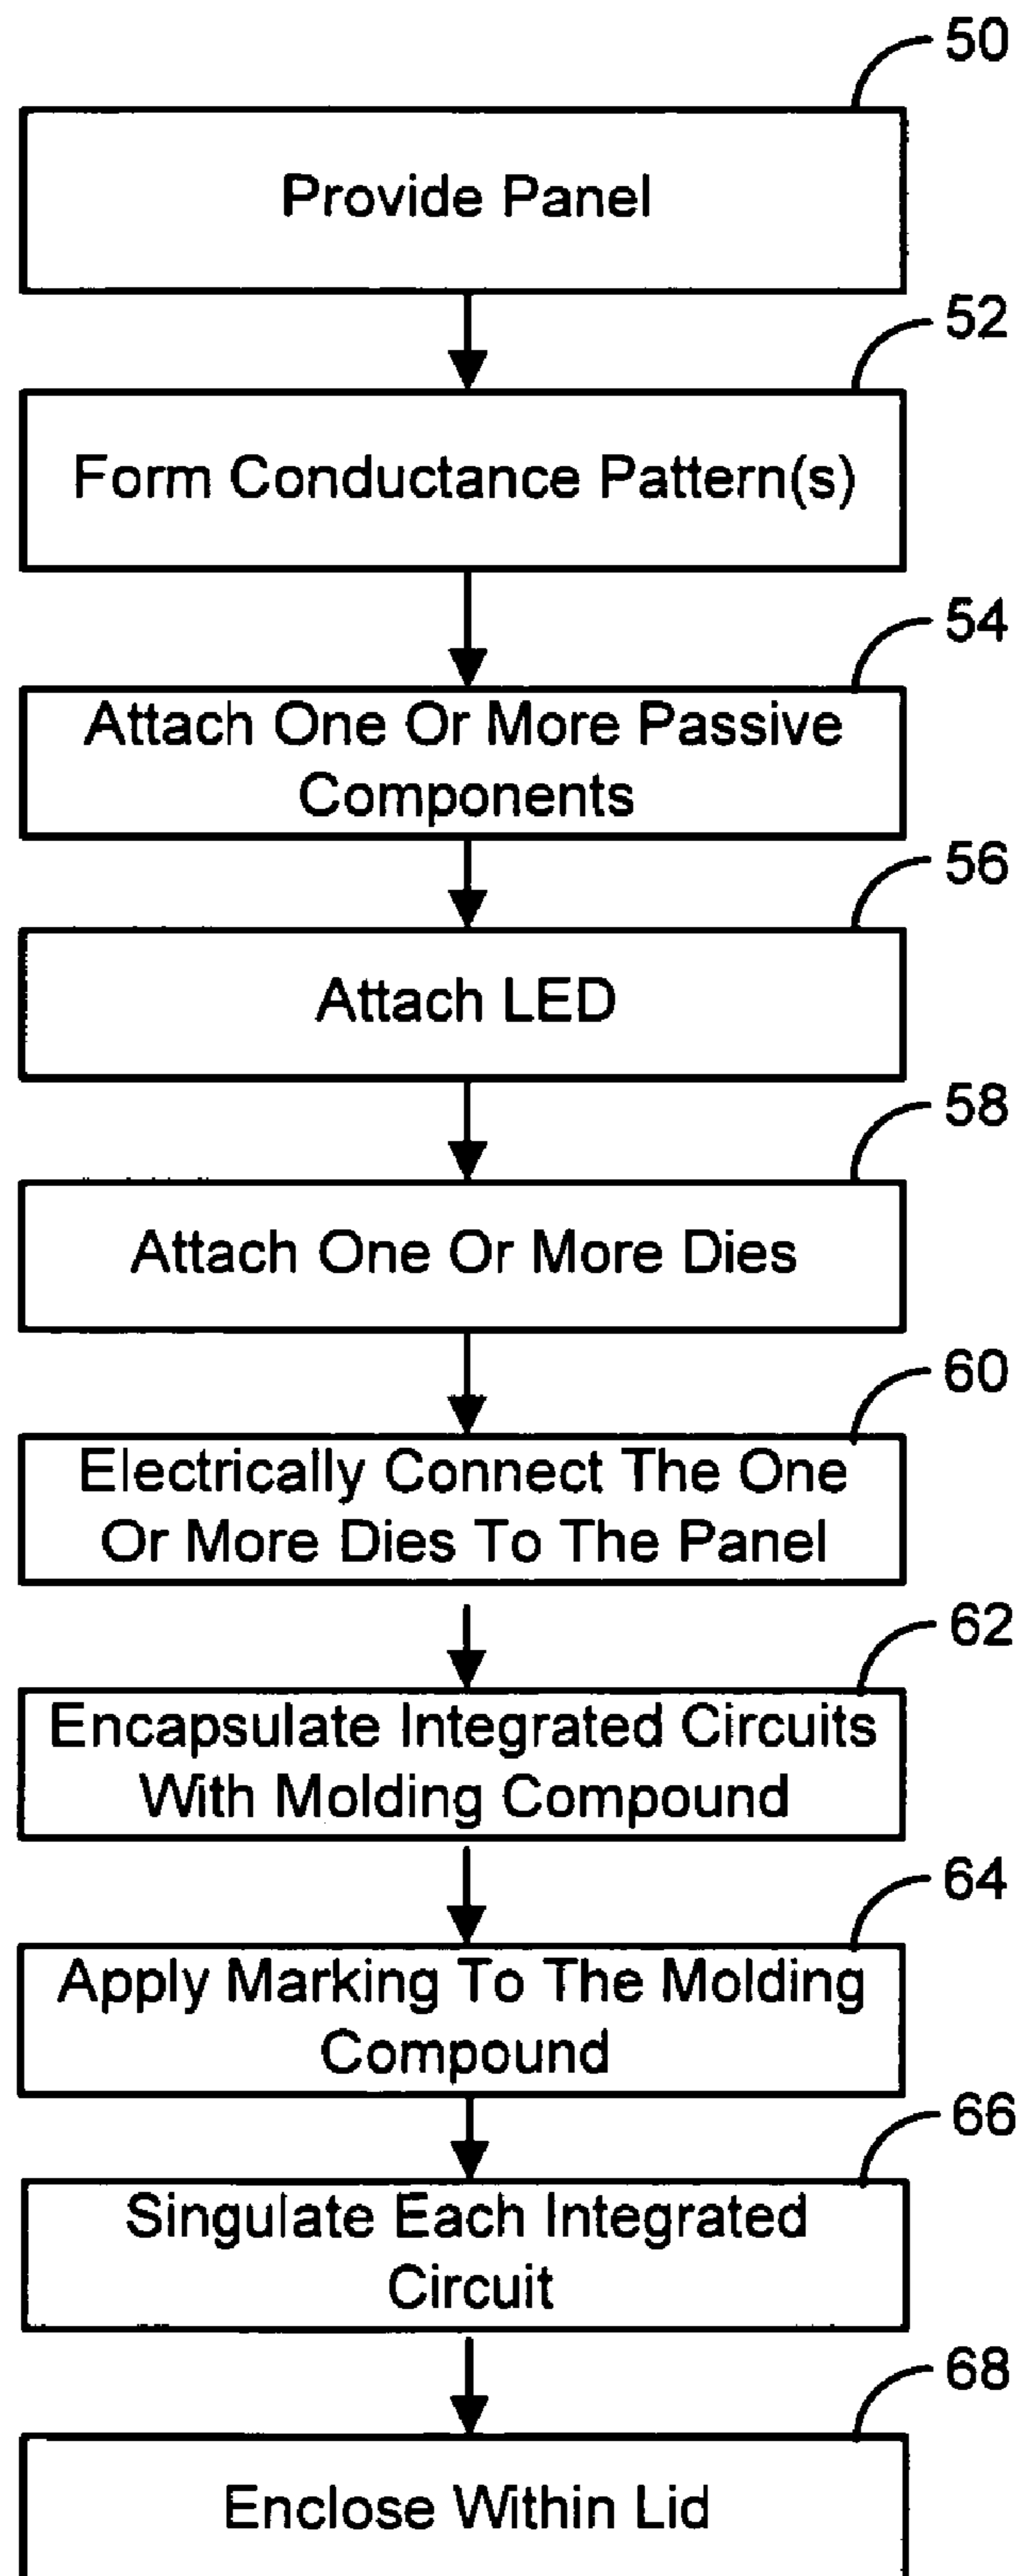 50
Provide Panel
52
Form Conductance Pattern(s)
54
Attach One Or More Passive
Components
56
Attach LED
58
Attach One Or More Dies
60
Electrically Connect The One
Or More Dies To The Panel
62
Encapsulate Integrated Circuits
With Molding Compound
64
Apply Marking To The Molding
Compound
66
Singulate Each Integrated
Circuit
68
Enclose Within Lid